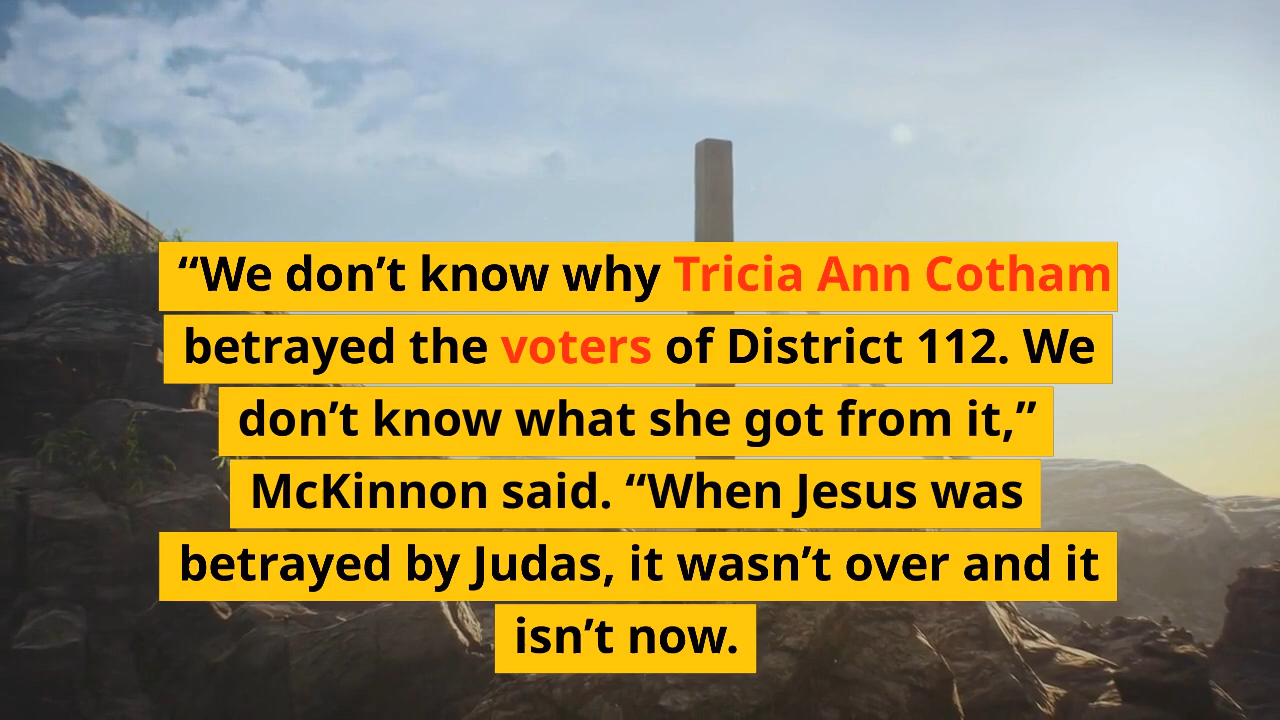 “We don’t know why Tricia Ann Cotham
betrayed the voters of District 112. We
don’t know what she got from it,”
McKinnon said. “When Jesus was
betrayed by Judas, it wasn’t over and it
isn’t now.